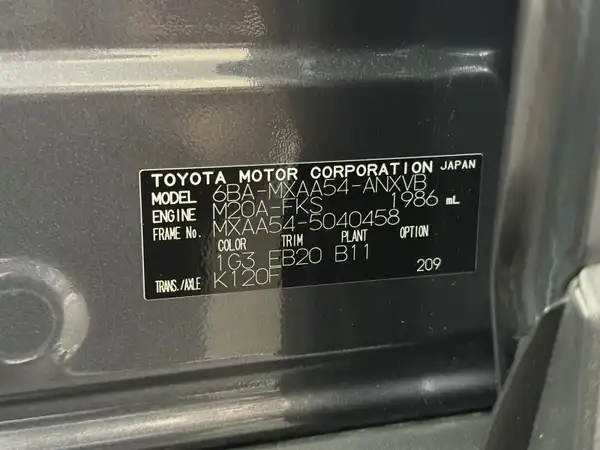 TOYOTA MOTOR CORPORATION JAPAN
MODEL 6BA-MXAA54-ANXVB
ENGINE M20A-FKS 1986 mL
FRAME No. MXAA54-5040458
COLOR TRIM PLANT OPTION
1G3 EB20 B11
TRANS./AXLE K120F 209